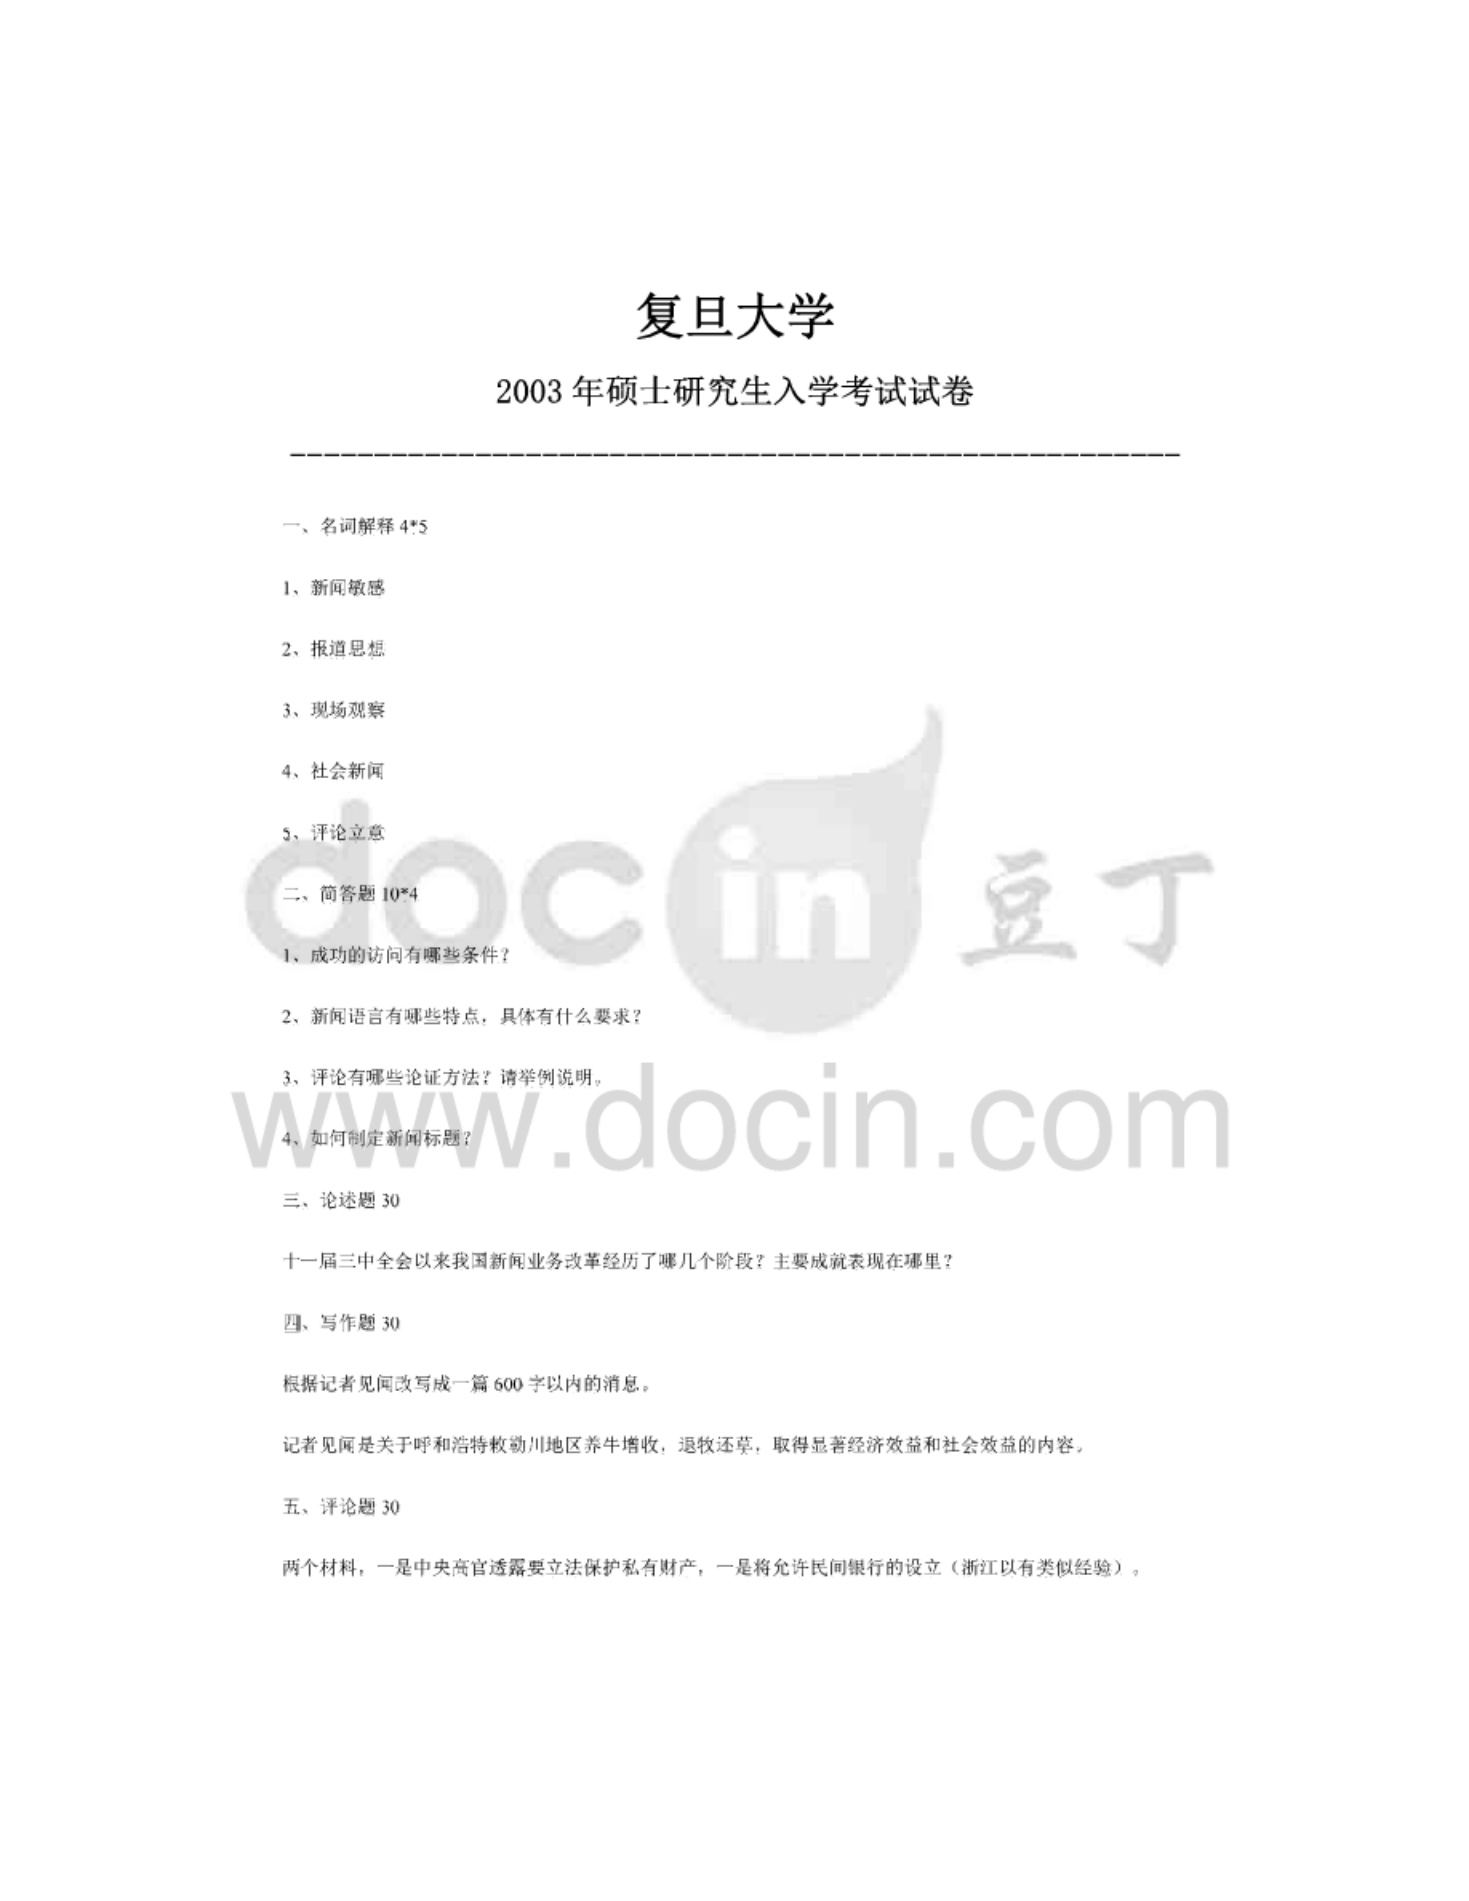 复旦大学
2003 年硕士研究生入学考试试卷
-----------------------------------------------------
一、名词解释 4*5
1、新闻敏感
2、报道思想
3、现场观察
4、社会新闻
5、评论立意
docin 豆丁
二、简答题 10*4
1、成功的访问有哪些条件？
2、新闻语言有哪些特点，具体有什么要求？
3、评论有哪些论证方法？请举例说明。
www.docin.com
4、如何制定新闻标题？
三、论述题 30
十一届三中全会以来我国新闻业务改革经历了哪几个阶段？主要成就表现在哪里？
四、写作题 30
根据记者见闻改写成一篇 600 字以内的消息。
记者见闻是关于呼和浩特敕勒川地区养牛增收，退牧还草，取得显著经济效益和社会效益的内容。
五、评论题 30
两个材料，一是中央高官透露要立法保护私有财产，一是将允许民间银行的设立（浙江以有类似经验）。